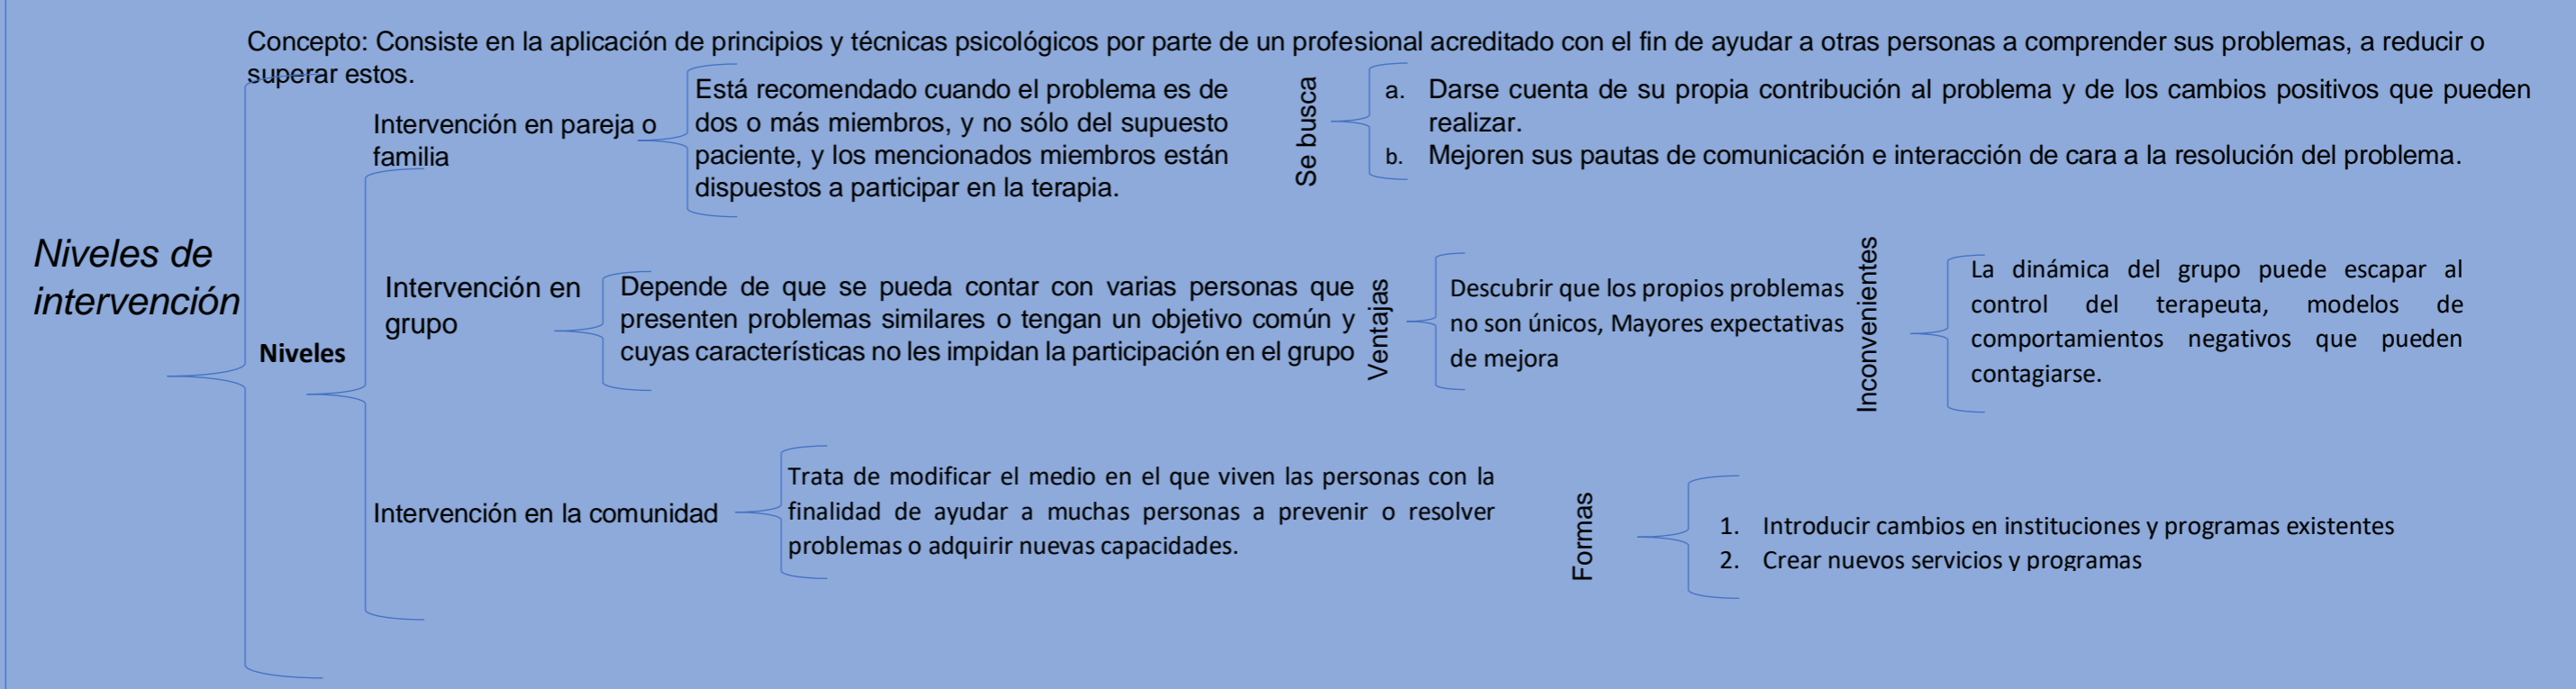 Concepto: Consiste en la aplicación de principios y técnicas psicológicos por parte de un profesional acreditado con el fin de ayudar a otras personas a comprender sus problemas, a reducir o
superar estos.
Niveles de
intervención
Niveles
Intervención en pareja o
familia
Está recomendado cuando el problema es de
dos o más miembros, y no sólo del supuesto
paciente, y los mencionados miembros están
dispuestos a participar en la terapia.
Se busca
a. Darse cuenta de su propia contribución al problema y de los cambios positivos que pueden
realizar.
b. Mejoren sus pautas de comunicación e interacción de cara a la resolución del problema.
Intervención en
grupo
Depende de que se pueda contar con varias personas que
presenten problemas similares o tengan un objetivo común y
cuyas características no les impidan la participación en el grupo
Ventajas
Descubrir que los propios problemas
no son únicos, Mayores expectativas
de mejora
Inconvenientes
La dinámica del grupo puede escapar al
control del terapeuta, modelos de
comportamientos negativos que pueden
contagiarse.
Intervención en la comunidad
Trata de modificar el medio en el que viven las personas con la
finalidad de ayudar a muchas personas a prevenir o resolver
problemas o adquirir nuevas capacidades.
Formas
1. Introducir cambios en instituciones y programas existentes
2. Crear nuevos servicios y programas